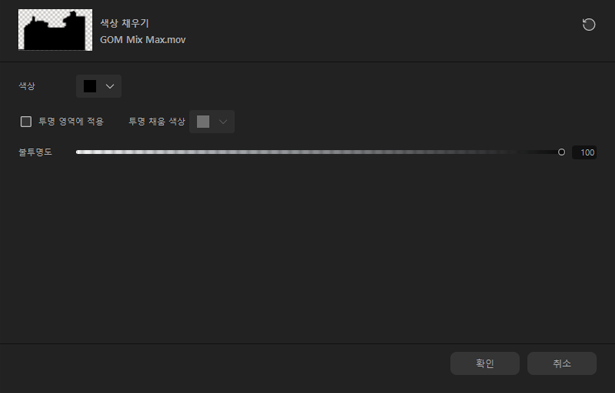 색상 채우기
GOM Mix Max.mov
색상
투명 영역에 적용 투명 채움 색상
불투명도 100
확인 취소